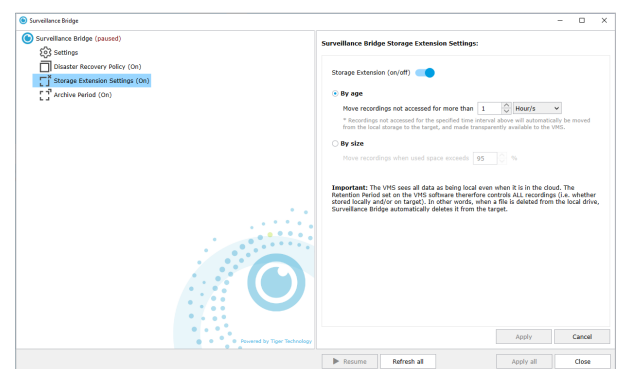 Surveillance Bridge
Surveillance Bridge (paused)
Settings
Disaster Recovery Policy (On)
Storage Extension Settings (On)
Archive Period (On)
Powered by Tiger Technology
Surveillance Bridge Storage Extension Settings:
Storage Extension (on/off)
By age
Move recordings not accessed for more than 1 Hour/s
* Recordings not accessed for the specified time interval above will automatically be moved
from the local storage to the target, and made transparently available to the VMS.
By size
Move recordings when used space exceeds 95 %
Important: The VMS sees all data as being local even when it is in the cloud. The
Retention Period set on the VMS software thererfore controls ALL recordings (i.e. whether
stored locally and/or on target). In other words, when a file is deleted from the local drive,
Surveillance Bridge automatically deletes it from the target.
Apply Cancel
Resume Refresh all Apply all Close